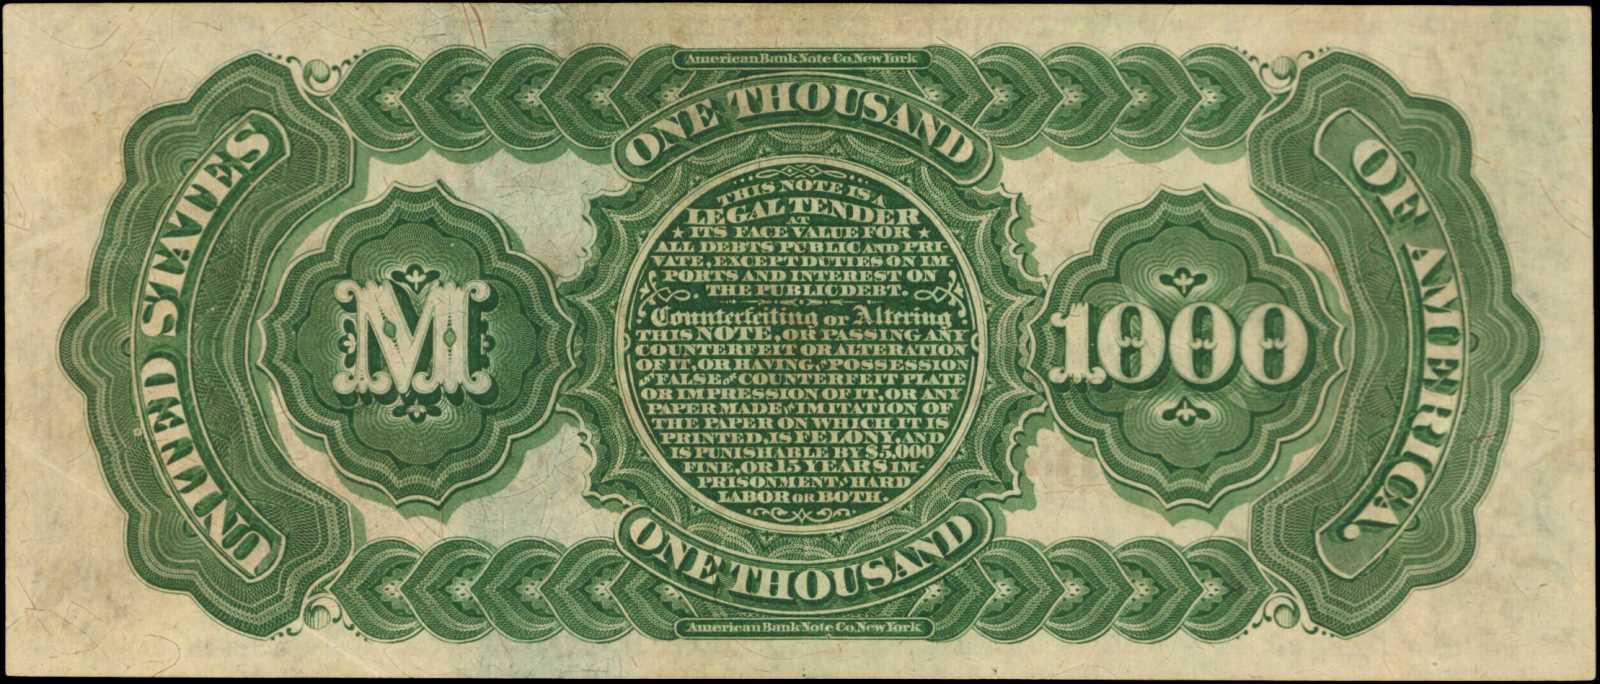 American Bank Note Co. New York
ONE THOUSAND
UNITED STATES
M
THIS NOTE IS A
LEGAL TENDER
AT
ITS FACE VALUE FOR
ALL DEBTS PUBLIC AND PRI-
VATE, EXCEPT DUTIES ON IM-
PORTS AND INTEREST ON
THE PUBLIC DEBT.
Counterfeiting or Altering
THIS NOTE, OR PASSING ANY
COUNTERFEIT OR ALTERATION
OF IT, OR HAVING IN POSSESSION
ANY FALSE OR COUNTERFEIT PLATE
OR IMPRESSION OF IT, OR ANY
PAPER MADE IN IMITATION OF
THE PAPER ON WHICH IT IS
PRINTED, IS FELONY, AND
IS PUNISHABLE BY $5,000
FINE, OR 15 YEARS IM-
PRISONMENT AT HARD
LABOR OR BOTH.
1000
OF AMERICA
ONE THOUSAND
American Bank Note Co. New York